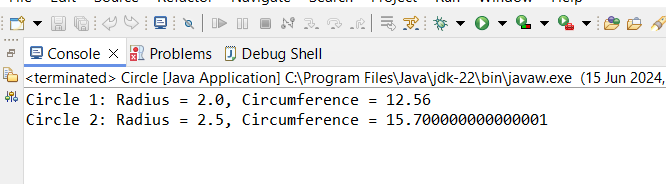 Console
Problems
Debug Shell
<terminated> Circle [Java Application] C:\Program Files\Java\jdk-22\bin\javaw.exe (15 Jun 2024,
Circle 1: Radius = 2.0, Circumference = 12.56
Circle 2: Radius = 2.5, Circumference = 15.700000000000001